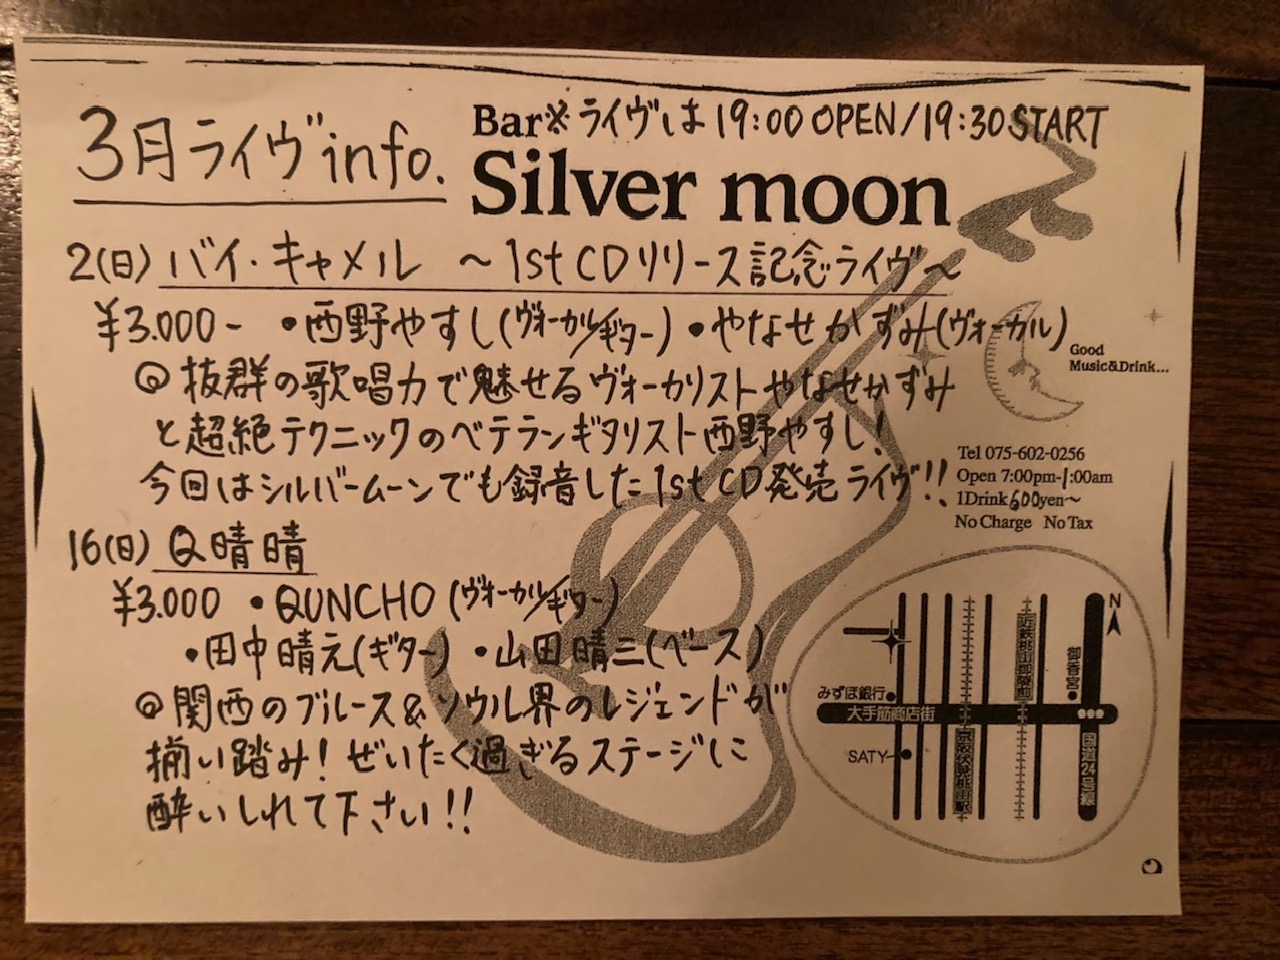 3月ライヴinfo.
※ライヴは19:00 OPEN/19:30 START
Bar
Silver moon
2(日) バイ・キャメル ～1st CDリリース記念ライヴ～
¥3.000- ・西野やすし(ヴォーカル/ギター) ・やなせかずみ(ヴォーカル)
◎抜群の歌唱力で魅せるヴォーカリストやなせかずみ
と超絶テクニックのベテランギタリスト西野やすし!
今回はシルバームーンでも録音した1st CD発売ライヴ!!
16(日) Q晴晴
¥3.000 ・QUNCHO (ヴォーカル/ギター)
・田中晴之(ギター) ・山田晴三(ベース)
◎関西のブルース&ソウル界のレジェンドが
揃い踏み!ぜいたく過ぎるステージに
酔いしれて下さい!!
Good
Music&Drink...
Tel 075-602-0256
Open 7:00pm-1:00am
1Drink600yen～
No Charge No Tax
N
近鉄桃山御陵前
御香宮
みずほ銀行
大手筋商店街
SATY
京阪伏見桃山駅
国道24号線